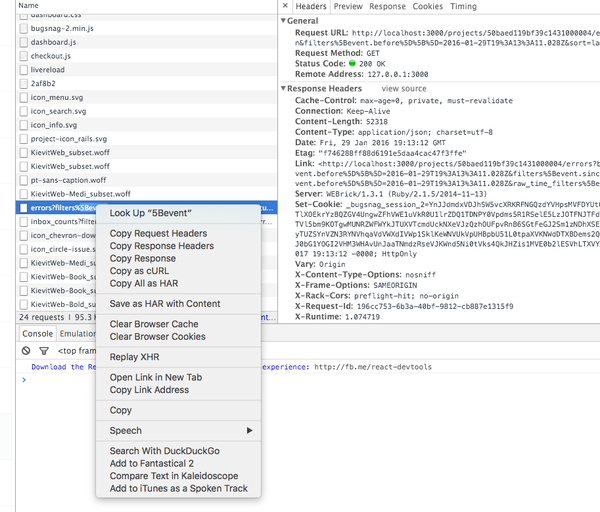 Name
× Headers Preview Response Cookies Timing
dashboard.css
bugsnag-2.min.js
dashboard.js
checkout.js
livereload
2af8b2
icon_menu.svg
icon_search.svg
icon_info.svg
project-icon_rails.svg
KievitWeb_subset.woff
KievitWeb_subset.woff
pt-sans-caption.woff
KievitWeb-Medi_subset.woff
errors?filters%5Bevent
inbox_counts?filt
icon_chevron-dow
icon_circle-issue.s
KievitWeb-Medi_s
KievitWeb-Book_s
KievitWeb-Book_s
KievitWeb-Bold_su
24 requests | 95.3 K
Console Emulation
<top fram
Download the Re
xperience: http://fb.me/react-devtools
>
Look Up “5Bevent”
Copy Request Headers
Copy Response Headers
Copy Response
Copy as cURL
Copy All as HAR
Save as HAR with Content
Clear Browser Cache
Clear Browser Cookies
Replay XHR
Open Link in New Tab
Copy Link Address
Copy
Speech
Search With DuckDuckGo
Add to Fantastical 2
Compare Text in Kaleidoscope
Add to iTunes as a Spoken Track
General
Request URL: http://localhost:3000/projects/50baed119bf39c1431000004/e
n&filters%5Bevent.before%5D%5B%5D=2016-01-29T19%3A13%3A11.028Z&sort=la
Request Method: GET
Status Code: 200 OK
Remote Address: 127.0.0.1:3000
Response Headers view source
Cache-Control: max-age=0, private, must-revalidate
Connection: Keep-Alive
Content-Length: 52318
Content-Type: application/json; charset=utf-8
Date: Fri, 29 Jan 2016 19:13:12 GMT
Etag: "f746288ff88d6191e5daa4cac47f3ffe"
Link: <http://localhost:3000/projects/50baed119bf39c1431000004/errors?b
vent.before%5D%5B%5D=2016-01-29T19%3A13%3A11.028Z&filters%5Bevent.sinc
vent.before%5D%5B%5D=2016-01-29T19%3A13%3A11.028Z&raw_time_filters%5Be
Server: WEBrick/1.3.1 (Ruby/2.1.5/2014-11-13)
Set-Cookie:
017 19:13:12 -0000; HttpOnly
Vary: Origin
X-Content-Type-Options: nosniff
X-Frame-Options: SAMEORIGIN
X-Rack-Cors: preflight-hit; no-origin
X-Request-Id: 196cc753-6b3a-40bf-9812-cb887e1315f9
X-Runtime: 1.074719